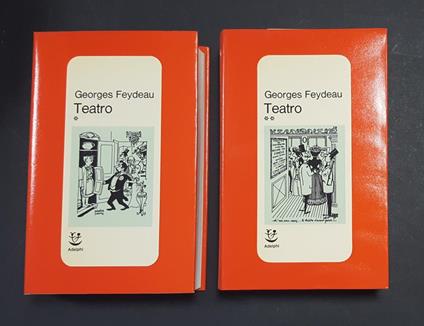 Georges Feydeau
Teatro
*
Adelphi
Georges Feydeau
Teatro
**
Adelphi